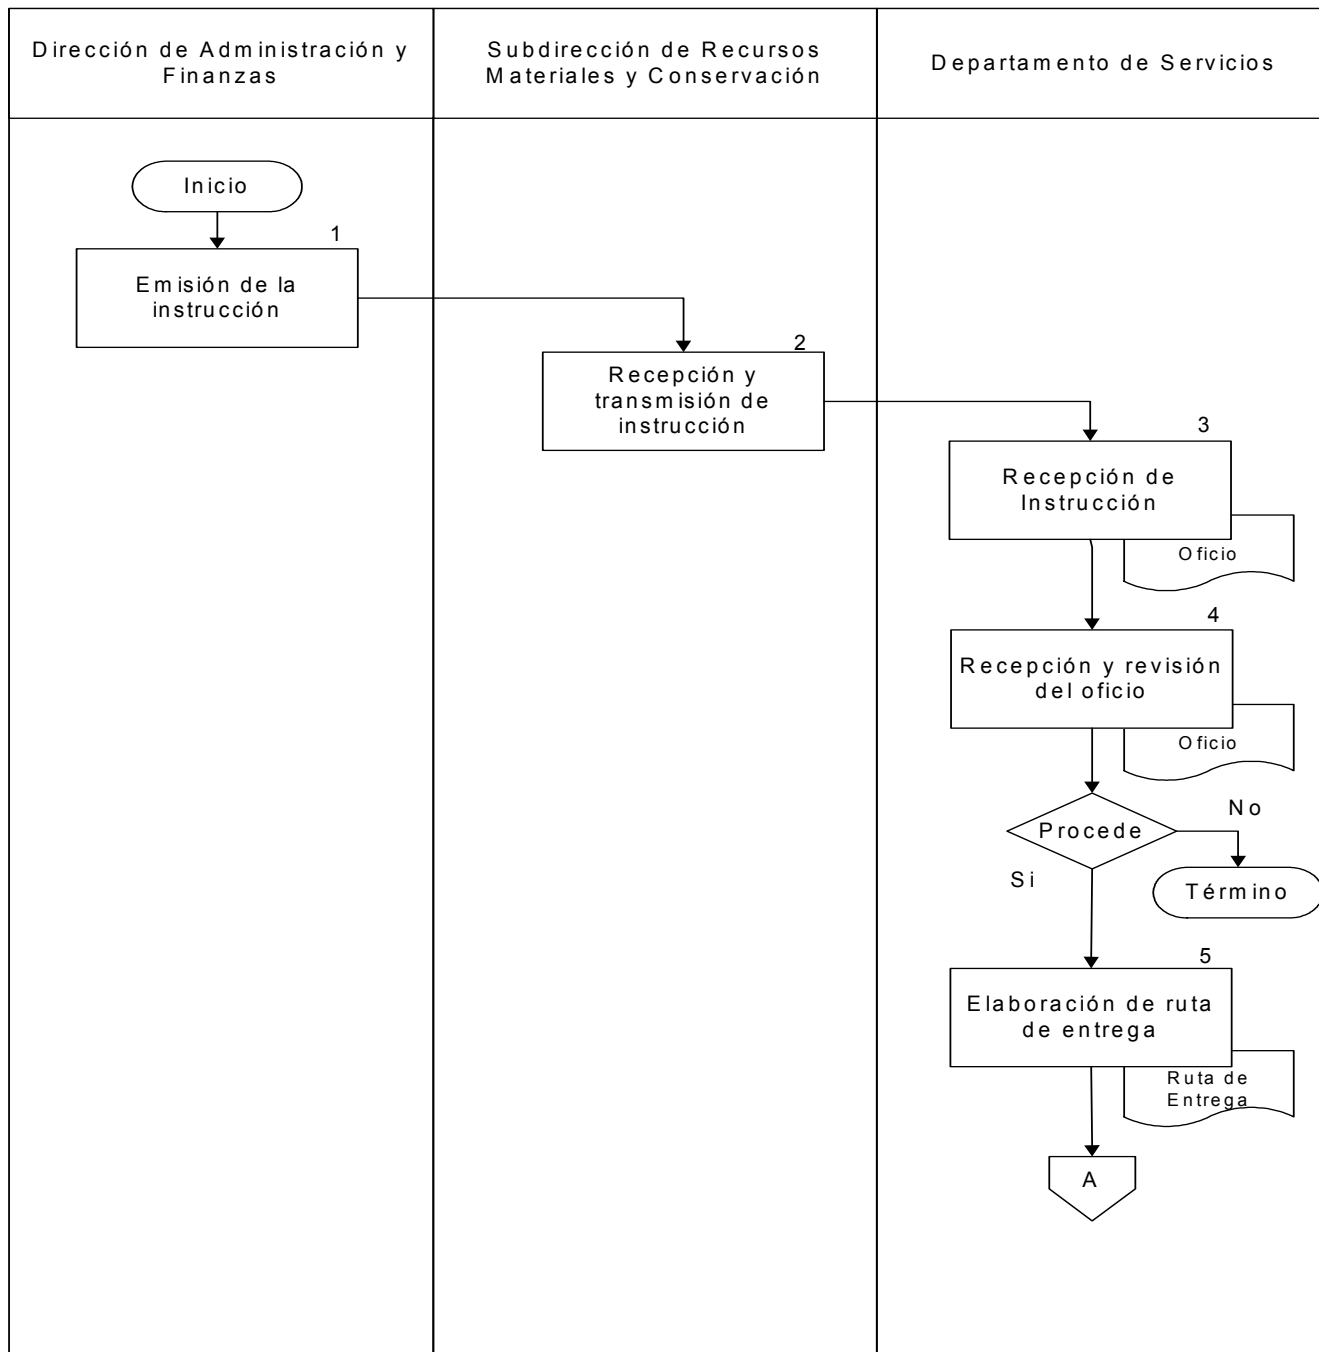 Dirección de Administración y
Finanzas
Subdirección de Recursos
Materiales y Conservación
Departamento de Servicios
Inicio
1
Emisión de la
instrucción
2
Recepción y
transmisión de
instrucción
3
Recepción de
Instrucción
Oficio
4
Recepción y revisión
del oficio
Oficio
Procede
No
Si
Término
5
Elaboración de ruta
de entrega
Ruta de
Entrega
A